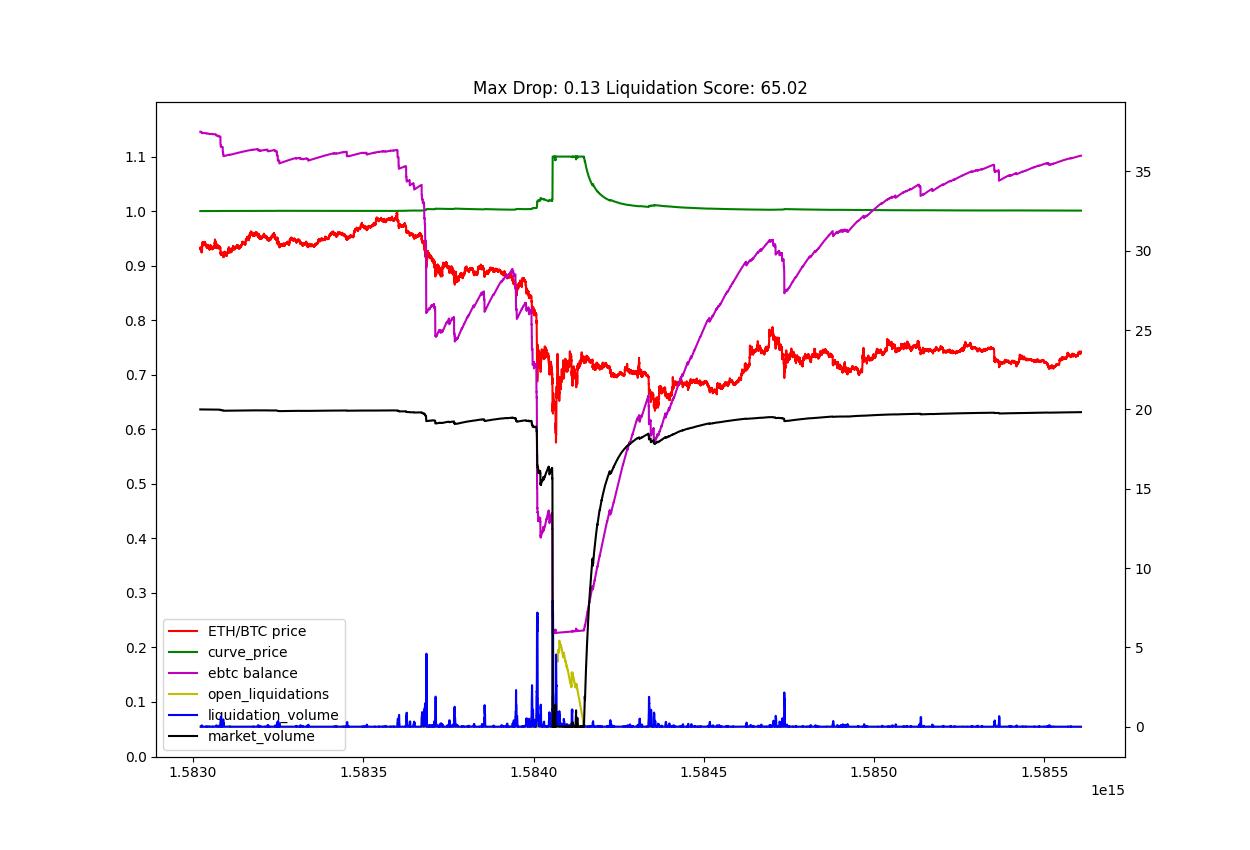 Max Drop: 0.13 Liquidation Score: 65.02
1.1
1.0
0.9
0.8
0.7
0.6
0.5
0.4
0.3
0.2
0.1
0.0
35
30
25
20
15
10
5
0
ETH/BTC price
curve_price
ebtc balance
open_liquidations
liquidation_volume
market_volume
1.5830 1.5835 1.5840 1.5845 1.5850 1.5855
1e15